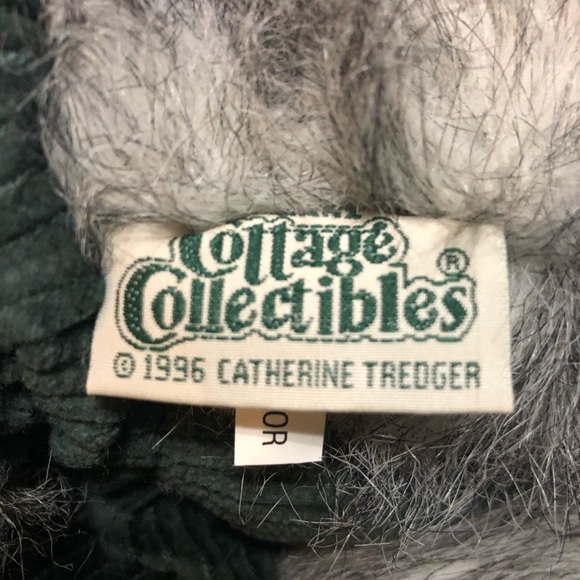 Cottage
Collectibles®
© 1996 CATHERINE TREDGER
OR